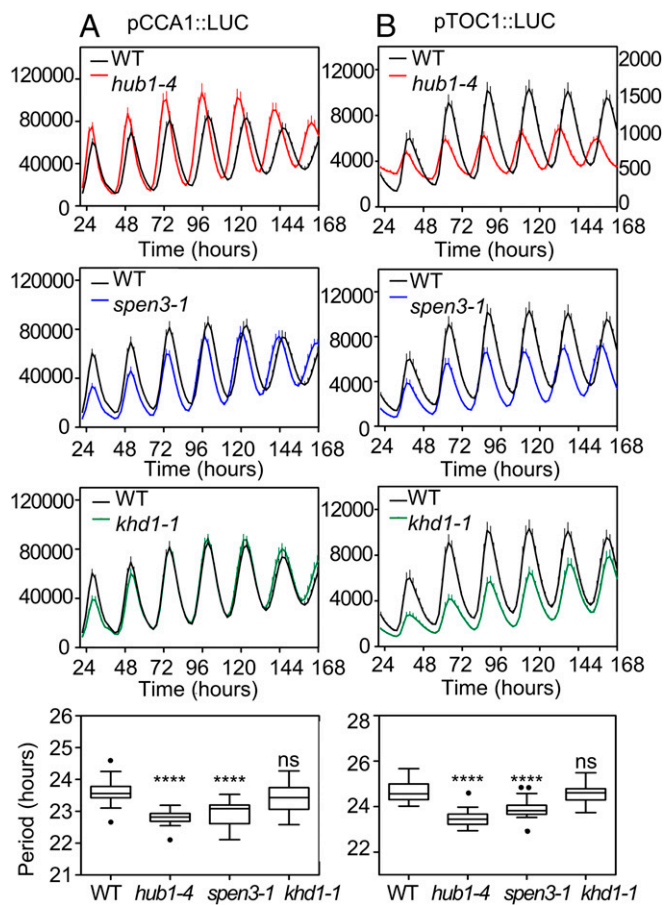 A pCCA1::LUC
B pTOC1::LUC
WT
hub1-4
120000
80000
40000
0
24 48 72 96 120 144 168
Time (hours)
WT
hub1-4
12000
8000
4000
0
2000
1500
1000
500
0
24 48 72 96 120 144 168
Time (hours)
WT
spen3-1
120000
80000
40000
0
24 48 72 96 120 144 168
Time (hours)
WT
spen3-1
12000
8000
4000
0
24 48 72 96 120 144 168
Time (hours)
WT
khd1-1
120000
80000
40000
0
24 48 72 96 120 144 168
Time (hours)
WT
khd1-1
12000
8000
4000
0
24 48 72 96 120 144 168
Time (hours)
Period (hours)
26
25
24
23
22
21
**** **** ns
WT hub1-4 spen3-1 khd1-1
28
26
24
22
**** **** ns
WT hub1-4 spen3-1 khd1-1